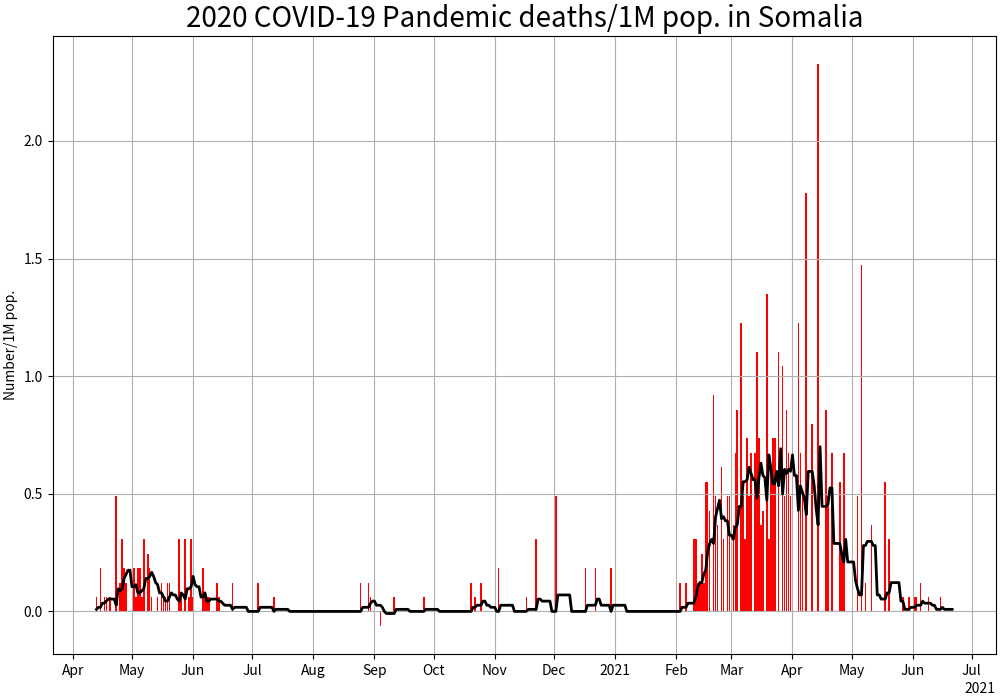 2020 COVID-19 Pandemic deaths/1M pop. in Somalia
Number/1M pop.
2.0
1.5
1.0
0.5
0.0
Apr May Jun Jul Aug Sep Oct Nov Dec 2021 Feb Mar Apr May Jun Jul
2021